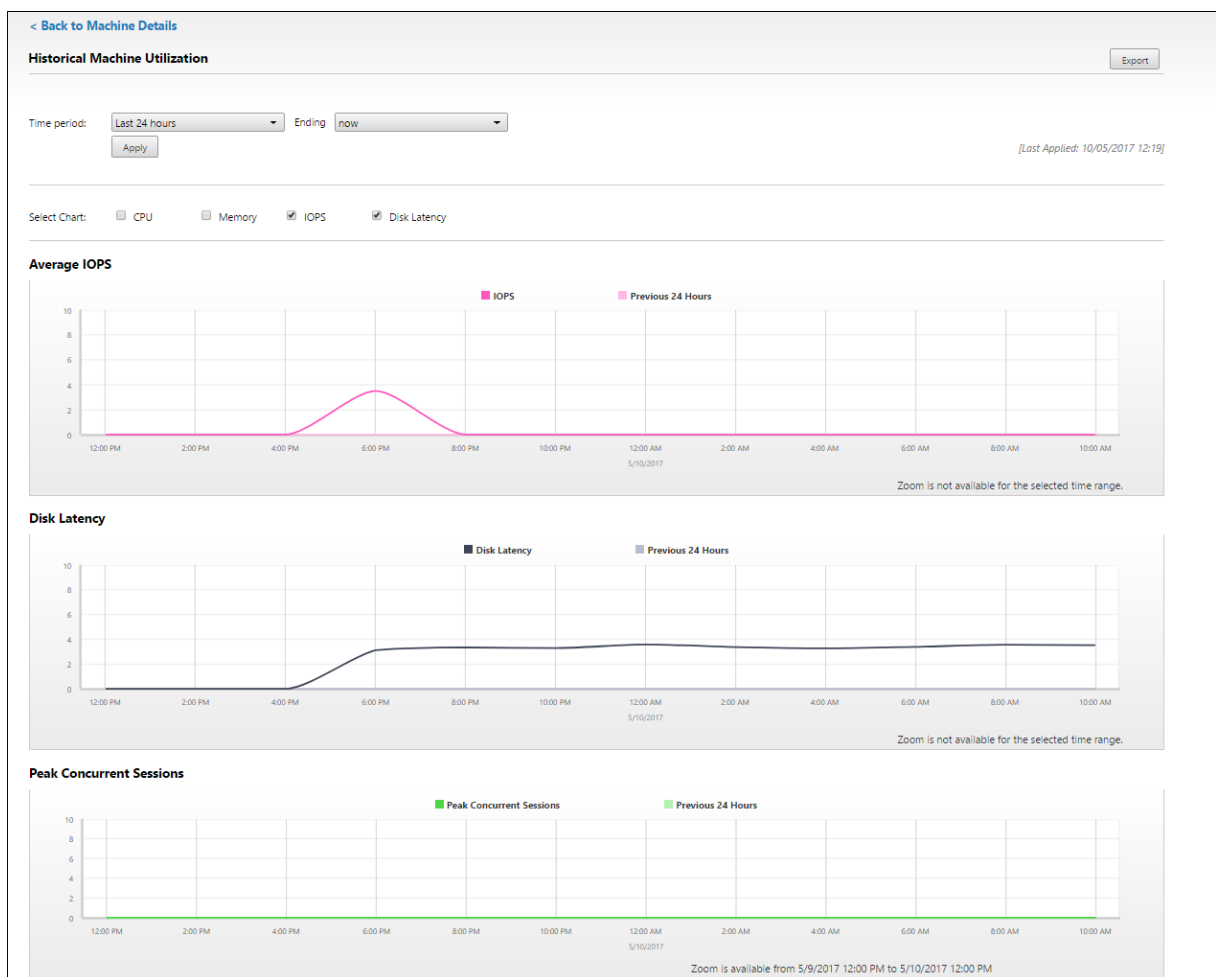 < Back to Machine Details
Historical Machine Utilization
Export
Time period: Last 24 hours Ending now
Apply
[Last Applied: 10/05/2017 12:19]
Select Chart: CPU Memory IOPS Disk Latency
Average IOPS
IOPS Previous 24 Hours
10
8
6
4
2
0
12:00 PM 2:00 PM 4:00 PM 6:00 PM 8:00 PM 10:00 PM 12:00 AM 2:00 AM 4:00 AM 6:00 AM 8:00 AM 10:00 AM
5/10/2017
Zoom is not available for the selected time range.
Disk Latency
Disk Latency Previous 24 Hours
10
8
6
4
2
0
12:00 PM 2:00 PM 4:00 PM 6:00 PM 8:00 PM 10:00 PM 12:00 AM 2:00 AM 4:00 AM 6:00 AM 8:00 AM 10:00 AM
5/10/2017
Zoom is not available for the selected time range.
Peak Concurrent Sessions
Peak Concurrent Sessions Previous 24 Hours
10
8
6
4
2
0
12:00 PM 2:00 PM 4:00 PM 6:00 PM 8:00 PM 10:00 PM 12:00 AM 2:00 AM 4:00 AM 6:00 AM 8:00 AM 10:00 AM
5/10/2017
Zoom is available from 5/9/2017 12:00 PM to 5/10/2017 12:00 PM